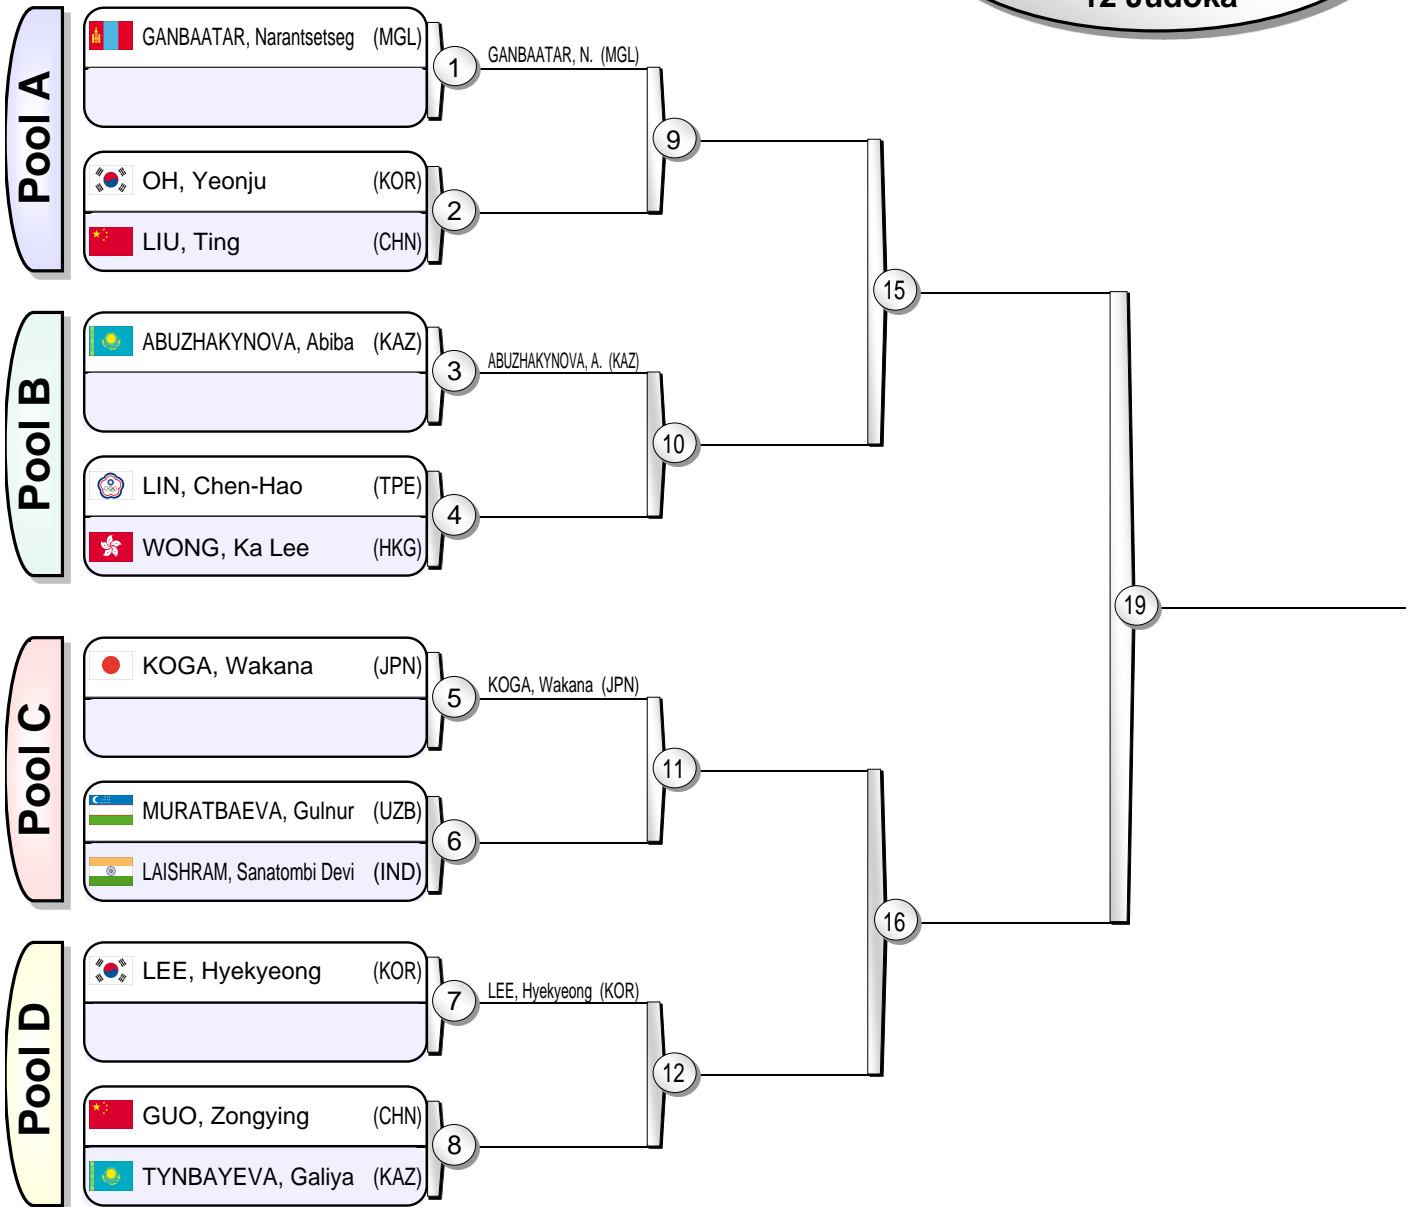 12 Judoka
Pool A
GANBAATAR, Narantsetseg (MGL)
1
GANBAATAR, N. (MGL)
9
OH, Yeonju (KOR)
2
LIU, Ting (CHN)
15
Pool B
ABUZHAKYNOVA, Abiba (KAZ)
3
ABUZHAKYNOVA, A. (KAZ)
10
LIN, Chen-Hao (TPE)
4
WONG, Ka Lee (HKG)
19
Pool C
KOGA, Wakana (JPN)
5
KOGA, Wakana (JPN)
11
MURATBAEVA, Gulnur (UZB)
6
LAISHRAM, Sanatombi Devi (IND)
16
Pool D
LEE, Hyekyeong (KOR)
7
LEE, Hyekyeong (KOR)
12
GUO, Zongying (CHN)
8
TYNBAYEVA, Galiya (KAZ)